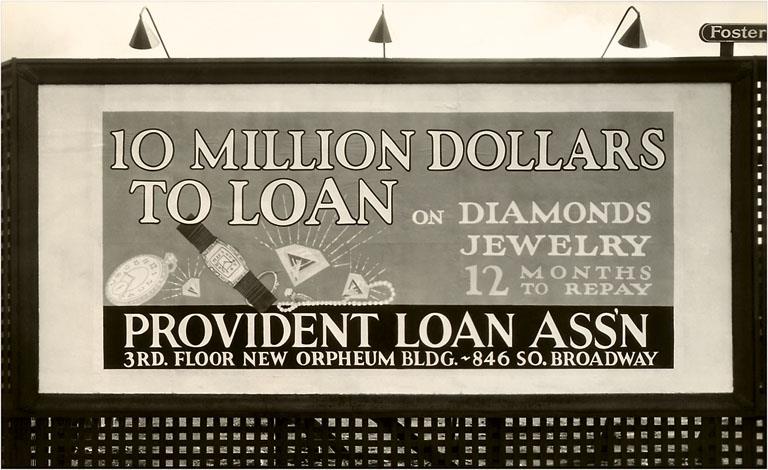 Foster
10 MILLION DOLLARS
TO LOAN ON DIAMONDS
JEWELRY
12 MONTHS
TO REPAY
PROVIDENT LOAN ASS'N
3RD. FLOOR NEW ORPHEUM BLDG. ~ 846 SO. BROADWAY